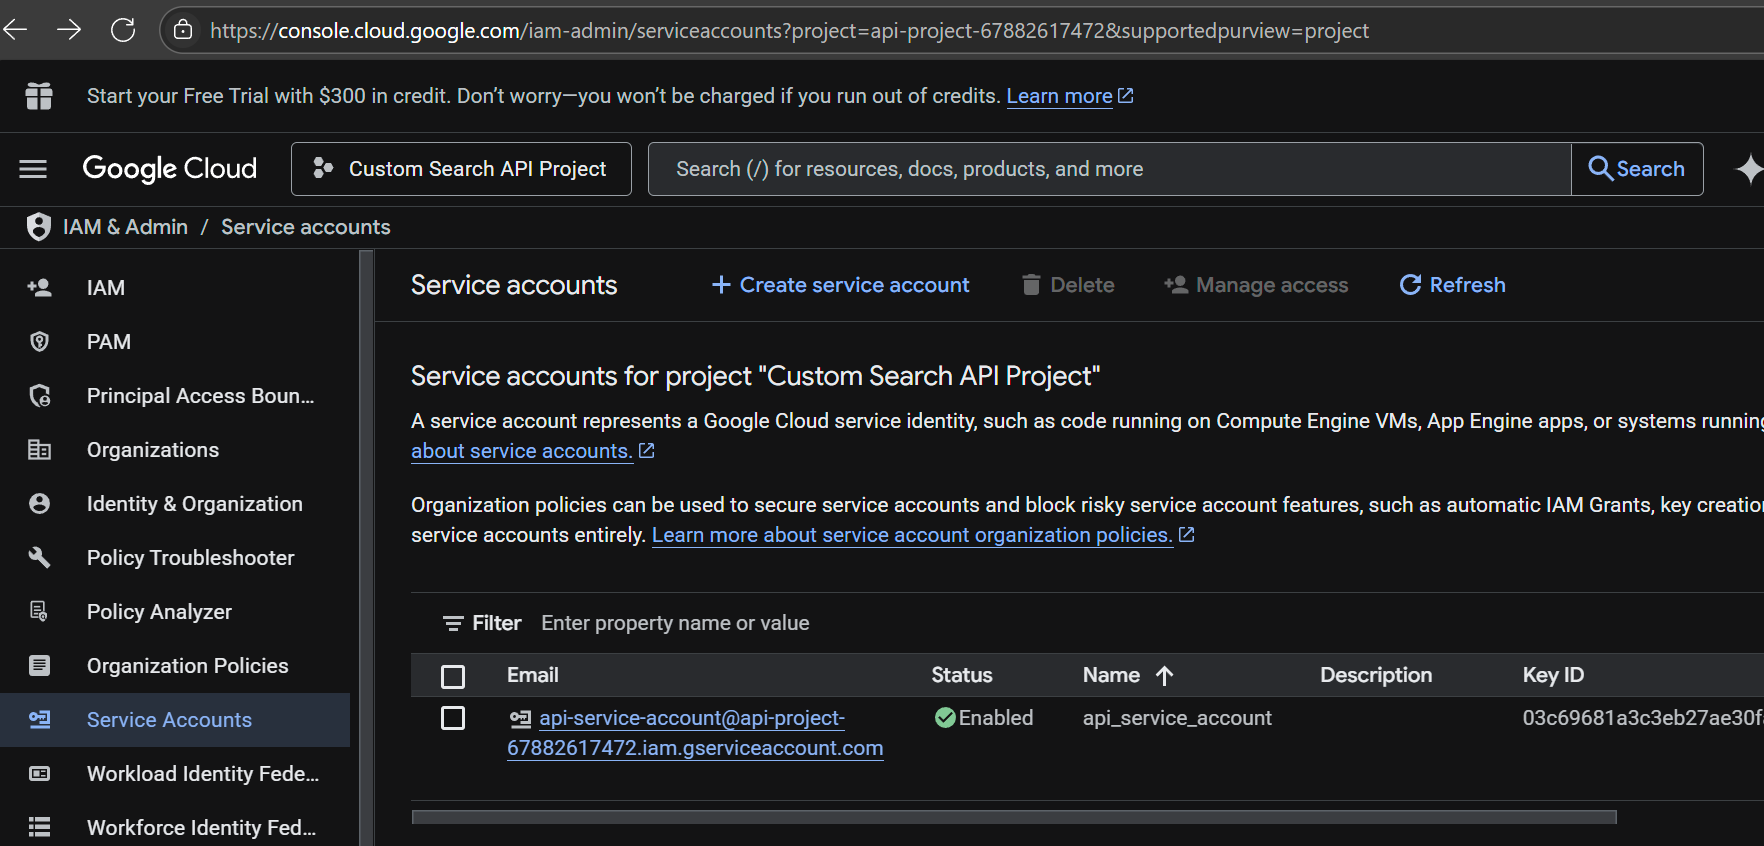 https://console.cloud.google.com/iam-admin/serviceaccounts?project=api-project-67882617472&supportedpurview=project
Start your Free Trial with $300 in credit. Don’t worry—you won’t be charged if you run out of credits. Learn more
Google Cloud
Custom Search API Project
Search (/) for resources, docs, products, and more
Search
IAM & Admin / Service accounts
IAM
PAM
Principal Access Boun...
Organizations
Identity & Organization
Policy Troubleshooter
Policy Analyzer
Organization Policies
Service Accounts
Workload Identity Fede...
Workforce Identity Fed...
Service accounts
Create service account
Delete
Manage access
Refresh
Service accounts for project "Custom Search API Project"
A service account represents a Google Cloud service identity, such as code running on Compute Engine VMs, App Engine apps, or systems running
about service accounts.
Organization policies can be used to secure service accounts and block risky service account features, such as automatic IAM Grants, key creation
service accounts entirely. Learn more about service account organization policies.
Filter Enter property name or value
Email Status Name Description Key ID
api-service-account@api-project- Enabled api_service_account 03c69681a3c3eb27ae30f
67882617472.iam.gserviceaccount.com